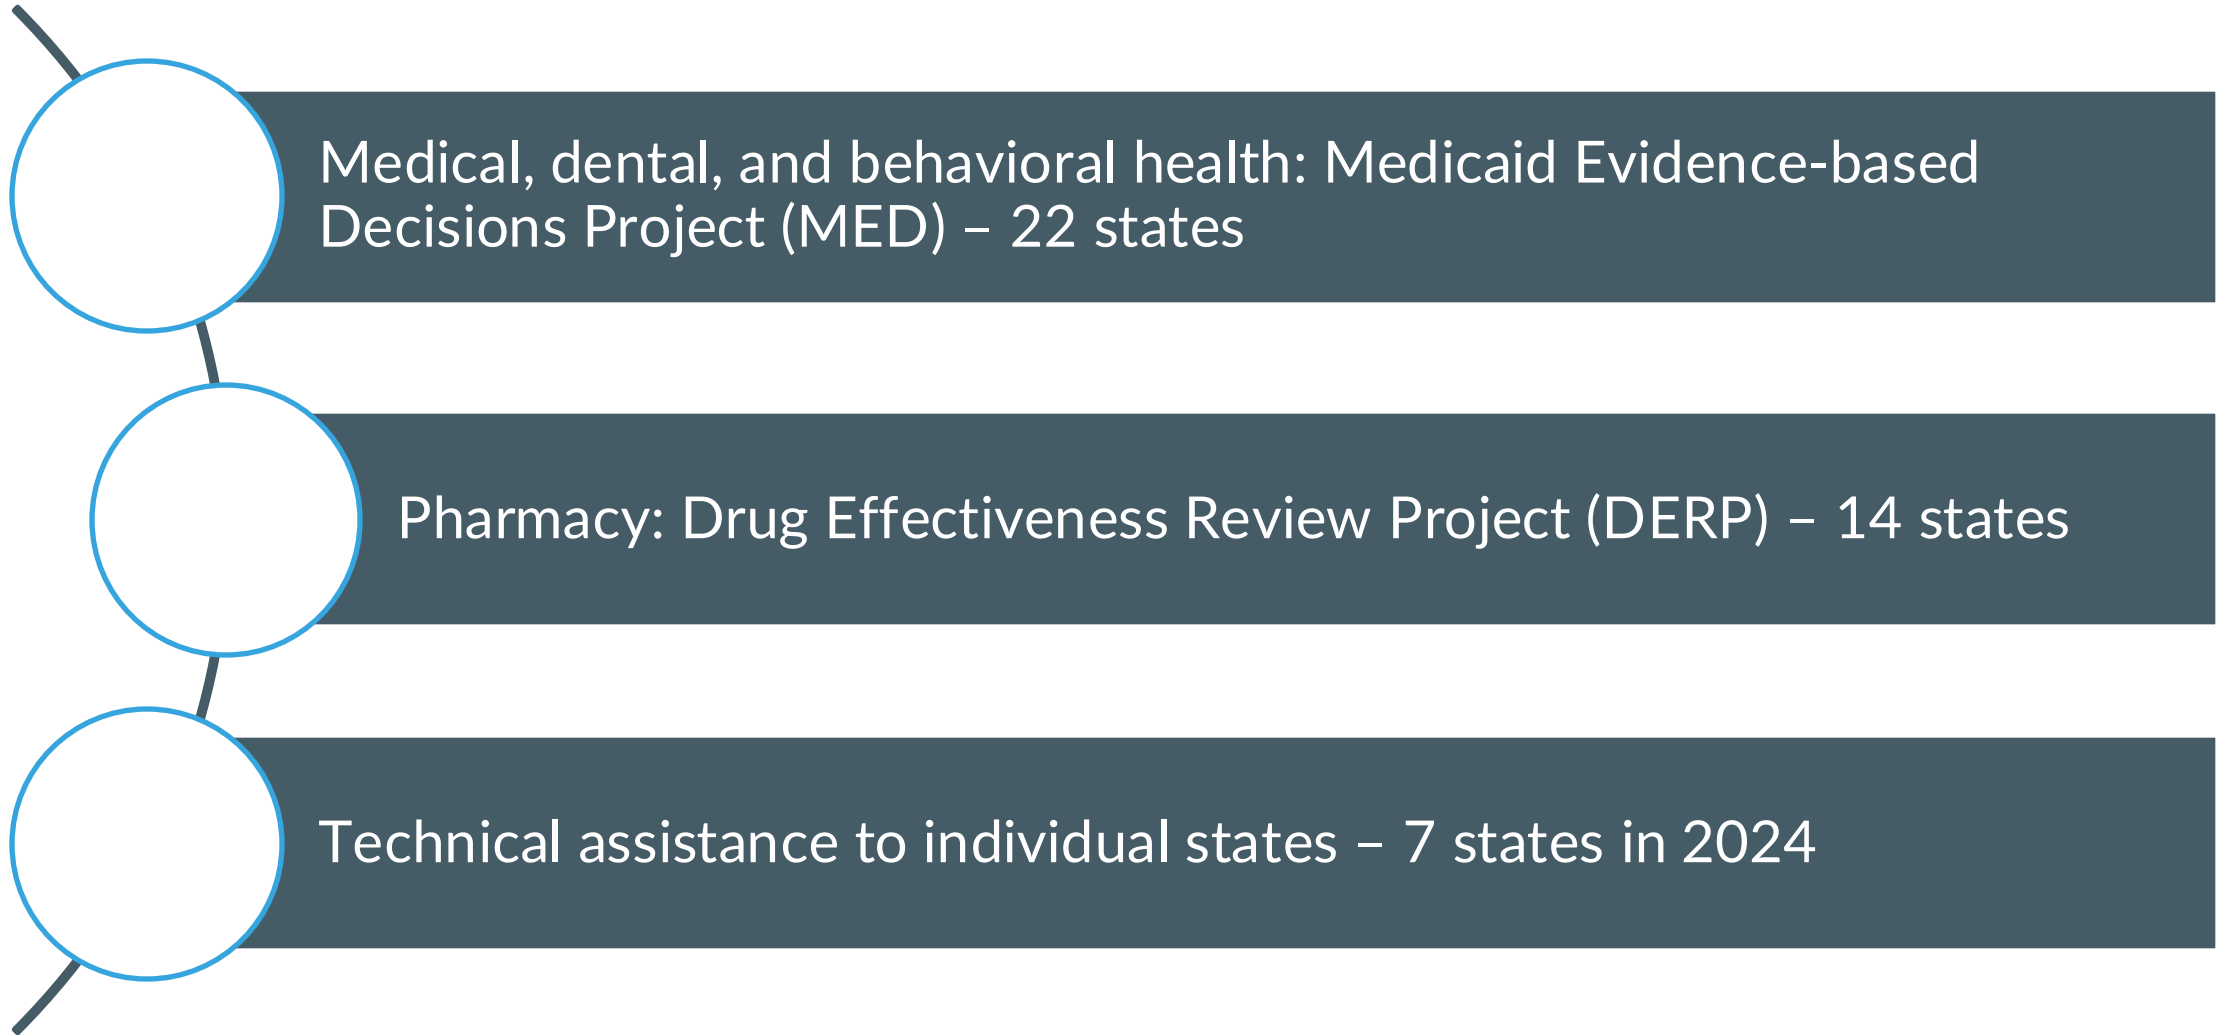 Medical, dental, and behavioral health: Medicaid Evidence-based
Decisions Project (MED) – 22 states
Pharmacy: Drug Effectiveness Review Project (DERP) – 14 states
Technical assistance to individual states – 7 states in 2024